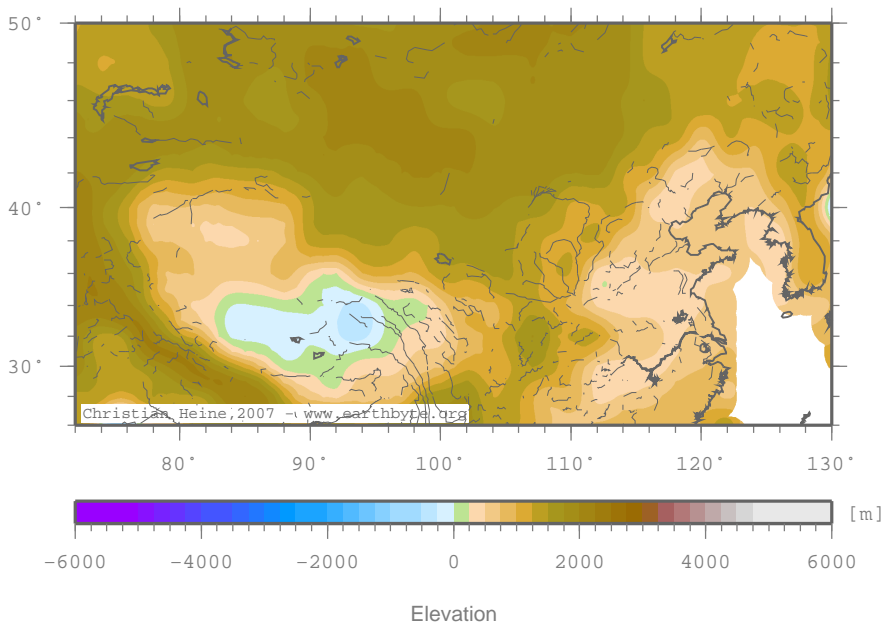 50°
40°
30°
Christian Heine, 2007 - www.earthbyte.org
80° 90° 100° 110° 120° 130°
[m]
-6000 -4000 -2000 0 2000 4000 6000
Elevation